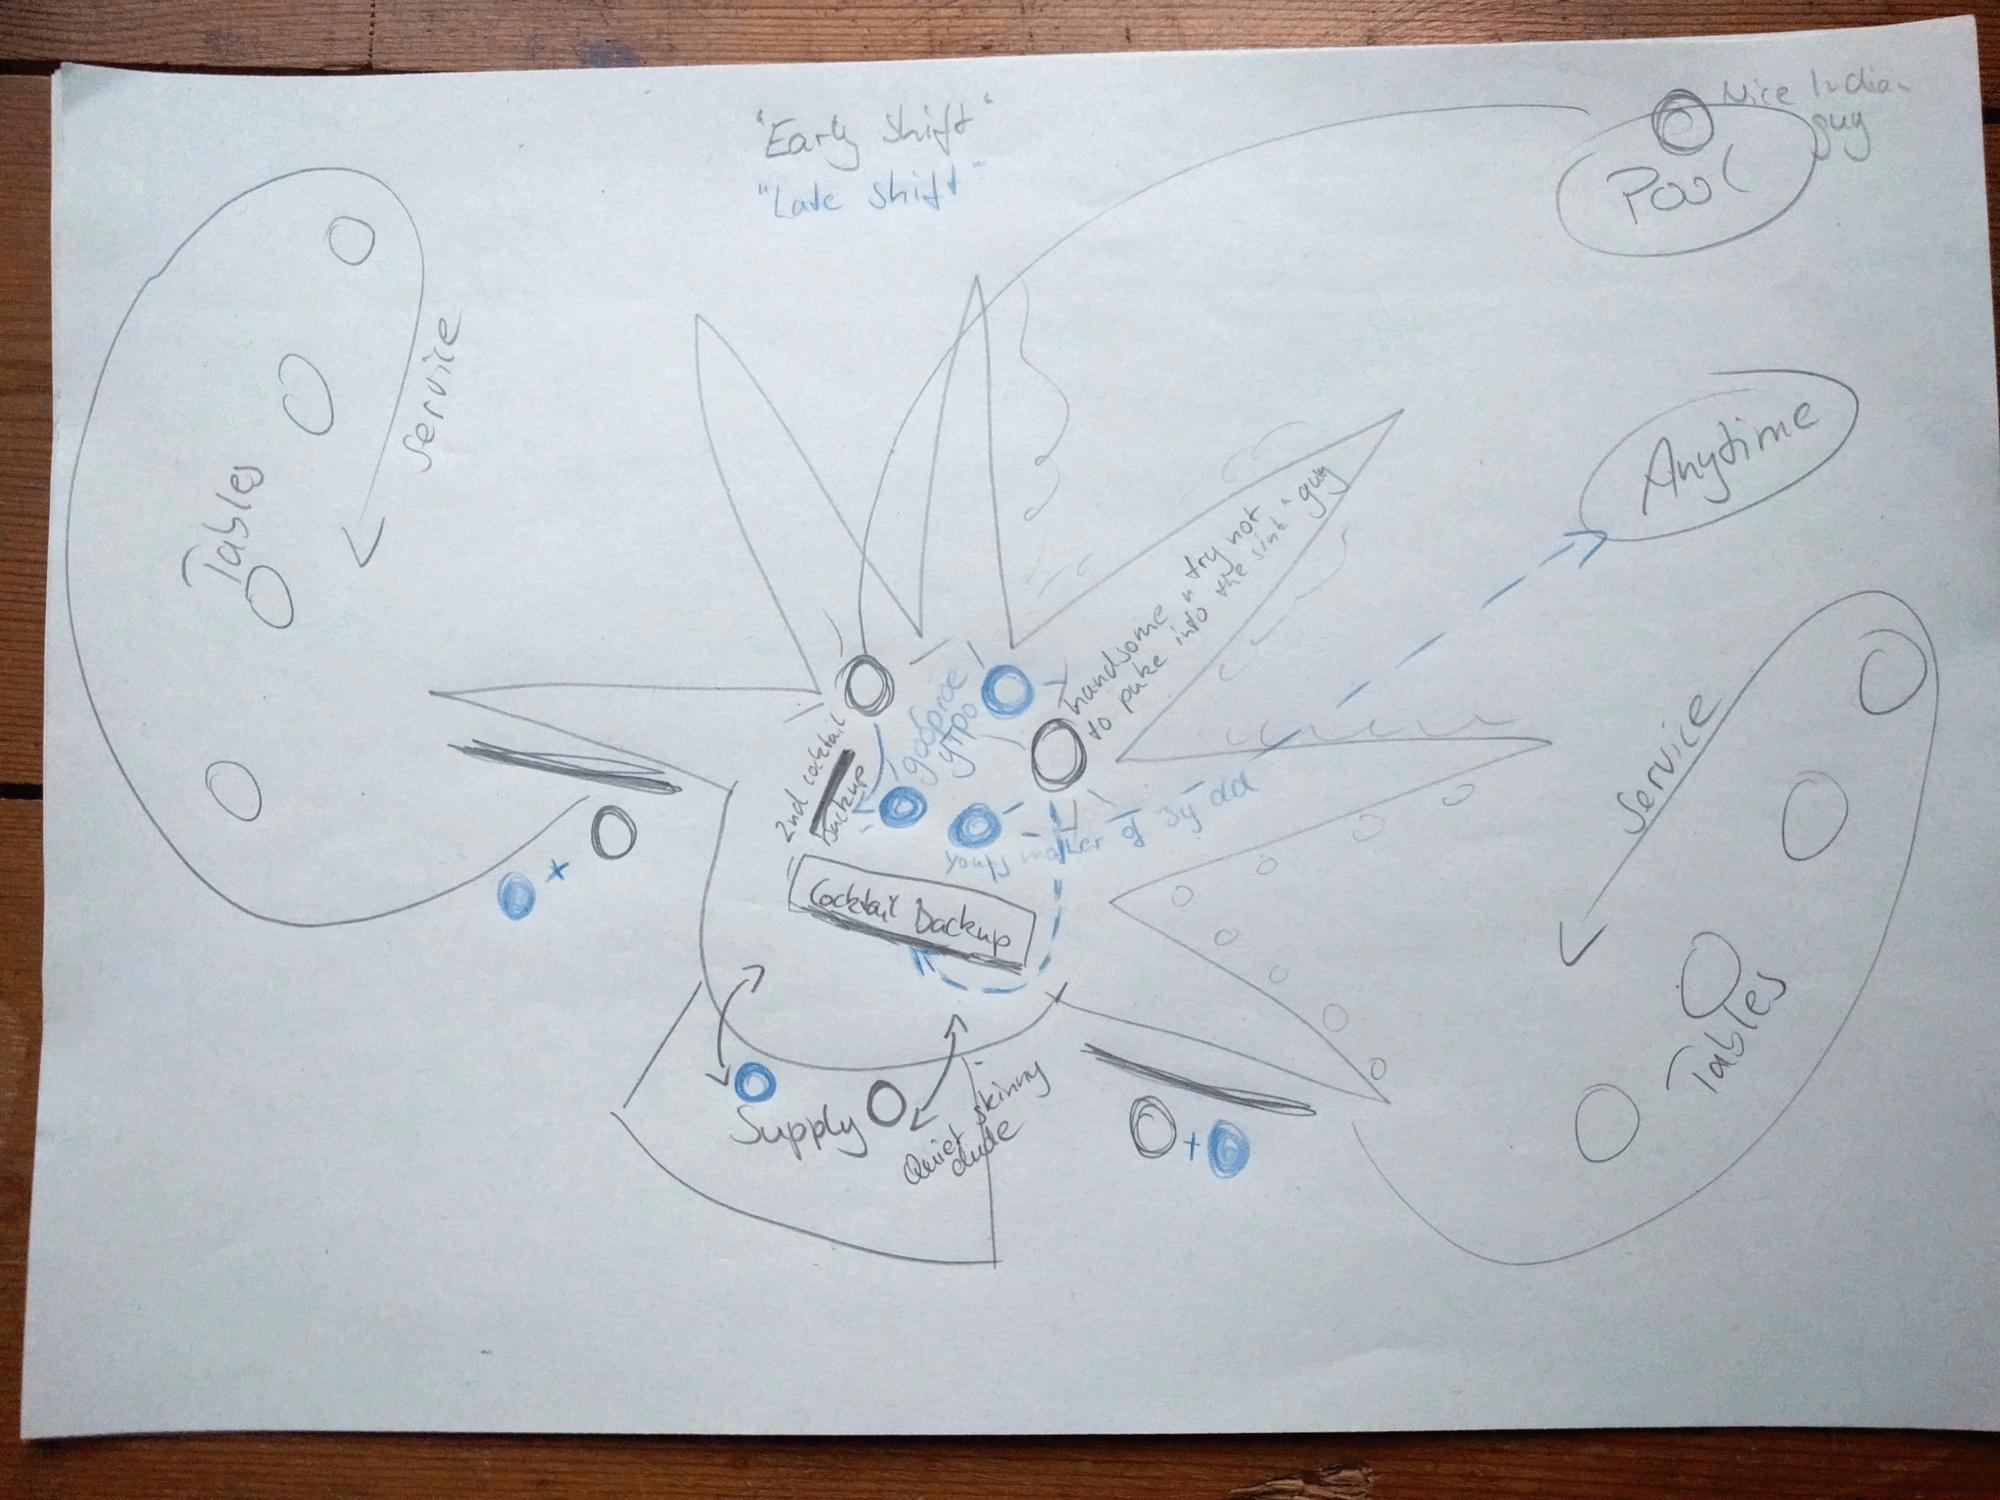 "Early Shift"
"Late Shift"
Nice Indian
guy
Pool
Service
Tables
Anytime
handsome "try not
to puke into the sink" guy
2nd cocktail
Backup
Cocktail Backup
Service
Tables
Supply
Quiet skinny
dude